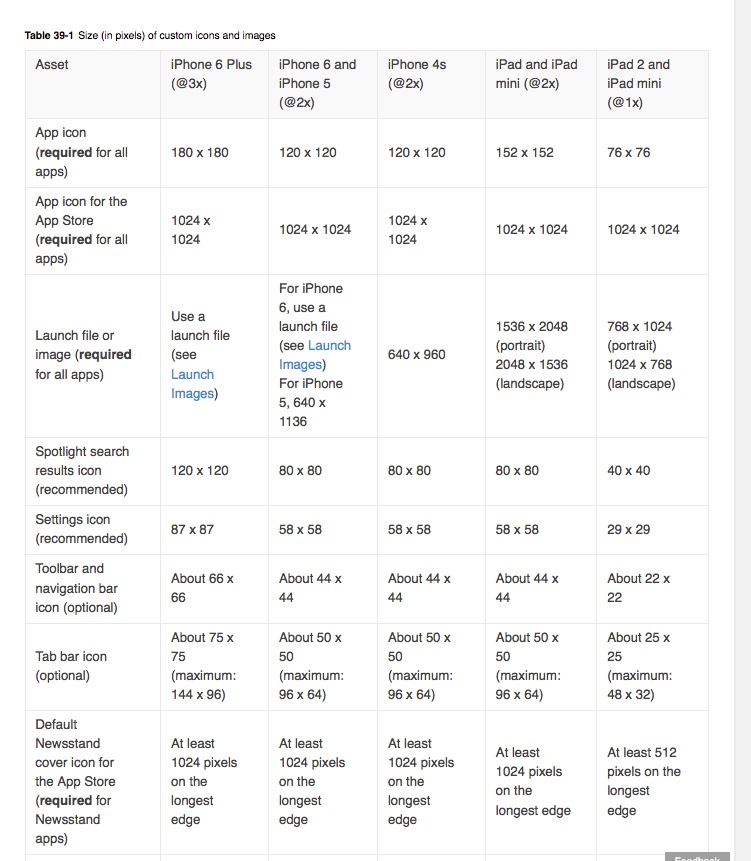 Table 39-1 Size (in pixels) of custom icons and images
Asset
iPhone 6 Plus
(@3x)
iPhone 6 and
iPhone 5
(@2x)
iPhone 4s
(@2x)
iPad and iPad
mini (@2x)
iPad 2 and
iPad mini
(@1x)
App icon
(required for all
apps)
180 x 180
120 x 120
120 x 120
152 x 152
76 x 76
App icon for the
App Store
(required for all
apps)
1024 x
1024
1024 x 1024
1024 x
1024
1024 x 1024
1024 x 1024
Launch file or
image (required
for all apps)
Use a
launch file
(see
Launch
Images)
For iPhone
6, use a
launch file
(see Launch
Images)
For iPhone
5, 640 x
1136
640 x 960
1536 x 2048
(portrait)
2048 x 1536
(landscape)
768 x 1024
(portrait)
1024 x 768
(landscape)
Spotlight search
results icon
(recommended)
120 x 120
80 x 80
80 x 80
80 x 80
40 x 40
Settings icon
(recommended)
87 x 87
58 x 58
58 x 58
58 x 58
29 x 29
Toolbar and
navigation bar
icon (optional)
About 66 x
66
About 44 x
44
About 44 x
44
About 44 x
44
About 22 x
22
Tab bar icon
(optional)
About 75 x
75
(maximum:
144 x 96)
About 50 x
50
(maximum:
96 x 64)
About 50 x
50
(maximum:
96 x 64)
About 50 x
50
(maximum:
96 x 64)
About 25 x
25
(maximum:
48 x 32)
Default
Newsstand
cover icon for
the App Store
(required for
Newsstand
apps)
At least
1024 pixels
on the
longest
edge
At least
1024 pixels
on the
longest
edge
At least
1024 pixels
on the
longest
edge
At least
1024 pixels
on the
longest edge
At least 512
pixels on the
longest
edge
Feedback